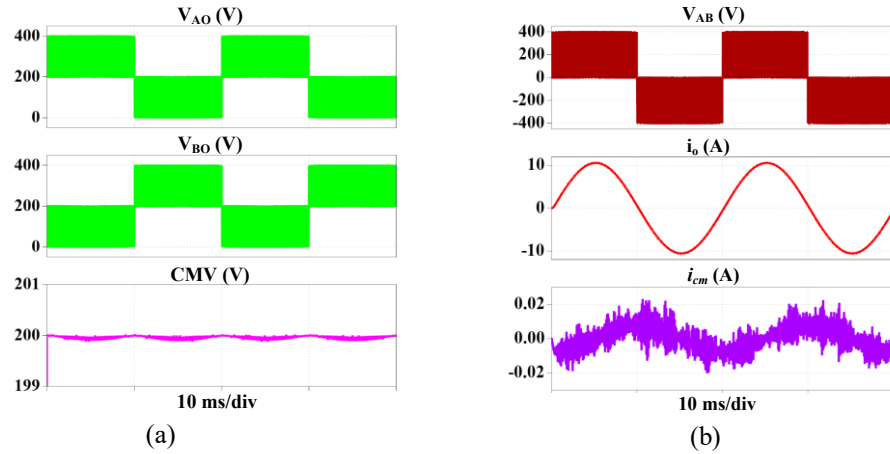 V_AO (V)
400
200
0
V_BO (V)
400
200
0
CMV (V)
201
200
199
10 ms/div
(a)
V_AB (V)
400
200
0
-200
-400
i_o (A)
10
0
-10
i_cm (A)
0.02
0.00
-0.02
10 ms/div
(b)